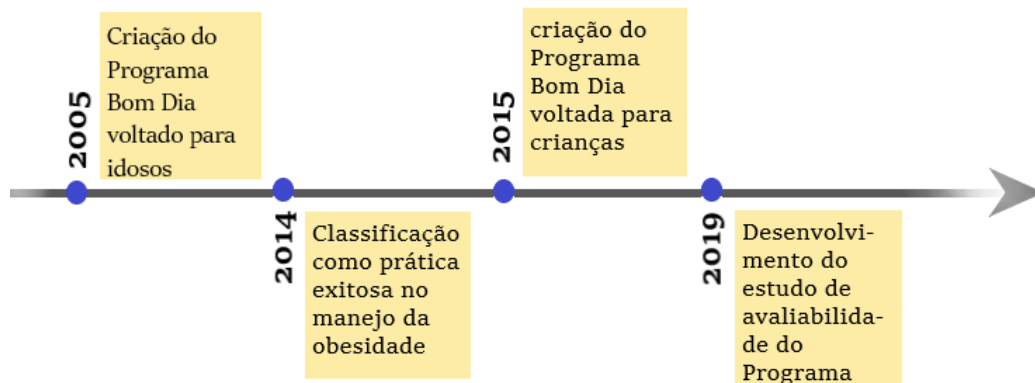 2005
Criação do
Programa
Bom Dia
voltado para
idosos
2014
Classificação
como prática
exitosa no
manejo da
obesidade
2015
criação do
Programa
Bom Dia
voltada para
crianças
2019
Desenvolvi-
mento do
estudo de
avaliabilida-
de do
Programa